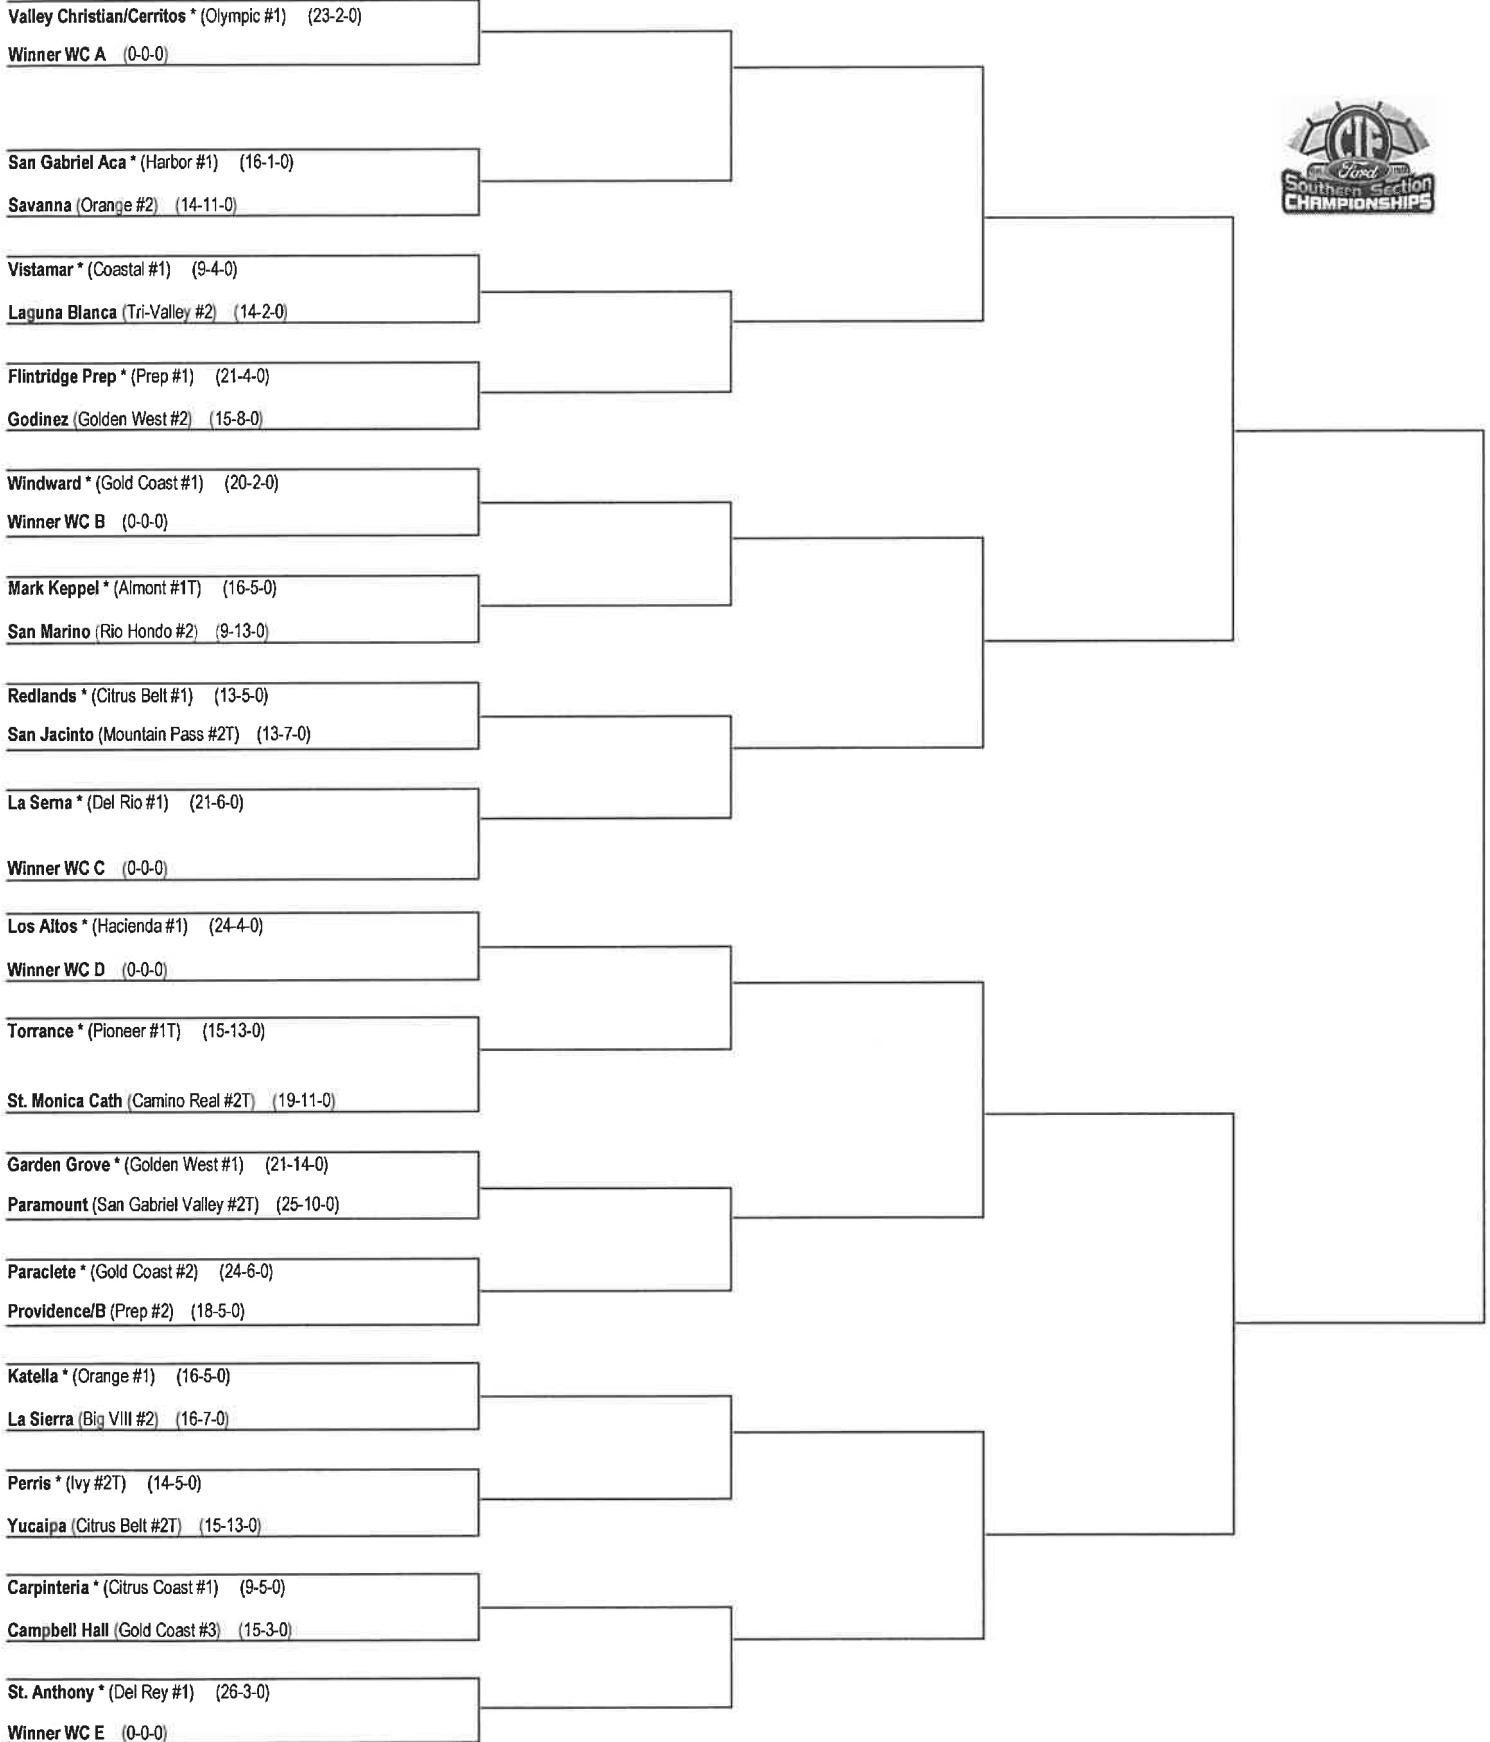 Valley Christian/Cerritos * (Olympic #1) (23-2-0)
Winner WC A (0-0-0)
CIF
Ford
Southern Section
CHAMPIONSHIPS
San Gabriel Aca * (Harbor #1) (16-1-0)
Savanna (Orange #2) (14-11-0)
Vistamar * (Coastal #1) (9-4-0)
Laguna Blanca (Tri-Valley #2) (14-2-0)
Flintridge Prep * (Prep #1) (21-4-0)
Godinez (Golden West #2) (15-8-0)
Windward * (Gold Coast #1) (20-2-0)
Winner WC B (0-0-0)
Mark Keppel * (Almont #1T) (16-5-0)
San Marino (Rio Hondo #2) (9-13-0)
Redlands * (Citrus Belt #1) (13-5-0)
San Jacinto (Mountain Pass #2T) (13-7-0)
La Serna * (Del Rio #1) (21-6-0)
Winner WC C (0-0-0)
Los Altos * (Hacienda #1) (24-4-0)
Winner WC D (0-0-0)
Torrance * (Pioneer #1T) (15-13-0)
St. Monica Cath (Camino Real #2T) (19-11-0)
Garden Grove * (Golden West #1) (21-14-0)
Paramount (San Gabriel Valley #2T) (25-10-0)
Paraclete * (Gold Coast #2) (24-6-0)
Providence/B (Prep #2) (18-5-0)
Katella * (Orange #1) (16-5-0)
La Sierra (Big VIII #2) (16-7-0)
Perris * (Ivy #2T) (14-5-0)
Yucaipa (Citrus Belt #2T) (15-13-0)
Carpinteria * (Citrus Coast #1) (9-5-0)
Campbell Hall (Gold Coast #3) (15-3-0)
St. Anthony * (Del Rey #1) (26-3-0)
Winner WC E (0-0-0)